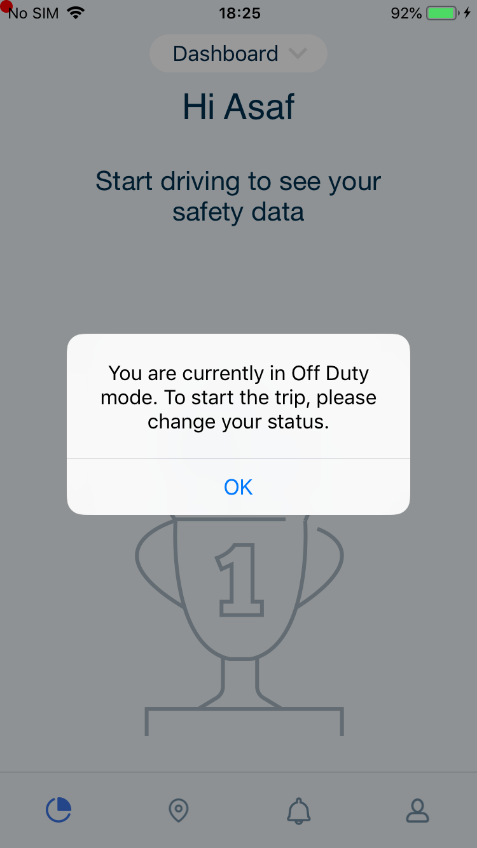 No SIM 18:25 92%
Dashboard
Hi Asaf
Start driving to see your
safety data
You are currently in Off Duty
mode. To start the trip, please
change your status.
OK
1